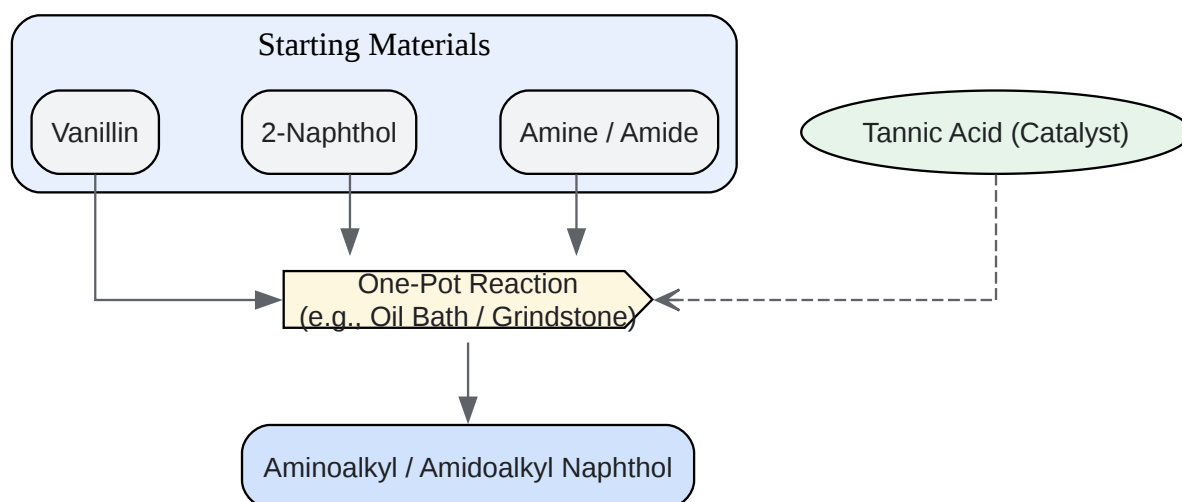 Starting Materials
Vanillin
2-Naphthol
Amine / Amide
Tannic Acid (Catalyst)
One-Pot Reaction
(e.g., Oil Bath / Grindstone)
Aminoalkyl / Amidoalkyl Naphthol